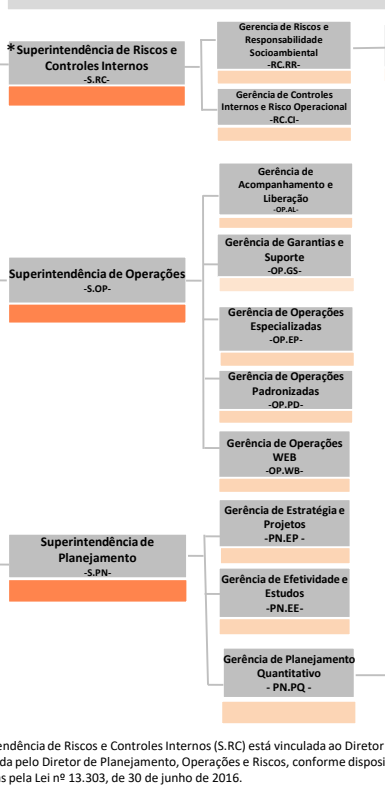 *Superintendência de Riscos e
Controles Internos
-S.RC-
Gerencia de Riscos e
Responsabilidade
Socioambiental
-RC.RR-
Gerência de Controles
Internos e Risco Operacional
-RC.CI-
Superintendência de Operações
-S.OP-
Gerência de
Acompanhamento e
Liberação
-OP.AL-
Gerência de Garantias e
Suporte
-OP.GS-
Gerência de Operações
Especializadas
-OP.EP-
Gerência de Operações
Padronizadas
-OP.PD-
Gerência de Operações
WEB
-OP.WB-
Superintendência de
Planejamento
-S.PN-
Gerência de Estratégia e
Projetos
-PN.EP -
Gerência de Efetividade e
Estudos
-PN.EE-
Gerência de Planejamento
Quantitativo
- PN.PQ -
endência de Riscos e Controles Internos (S.RC) está vinculada ao Diretor
da pelo Diretor de Planejamento, Operações e Riscos, conforme disposi
s pela Lei nº 13.303, de 30 de junho de 2016.